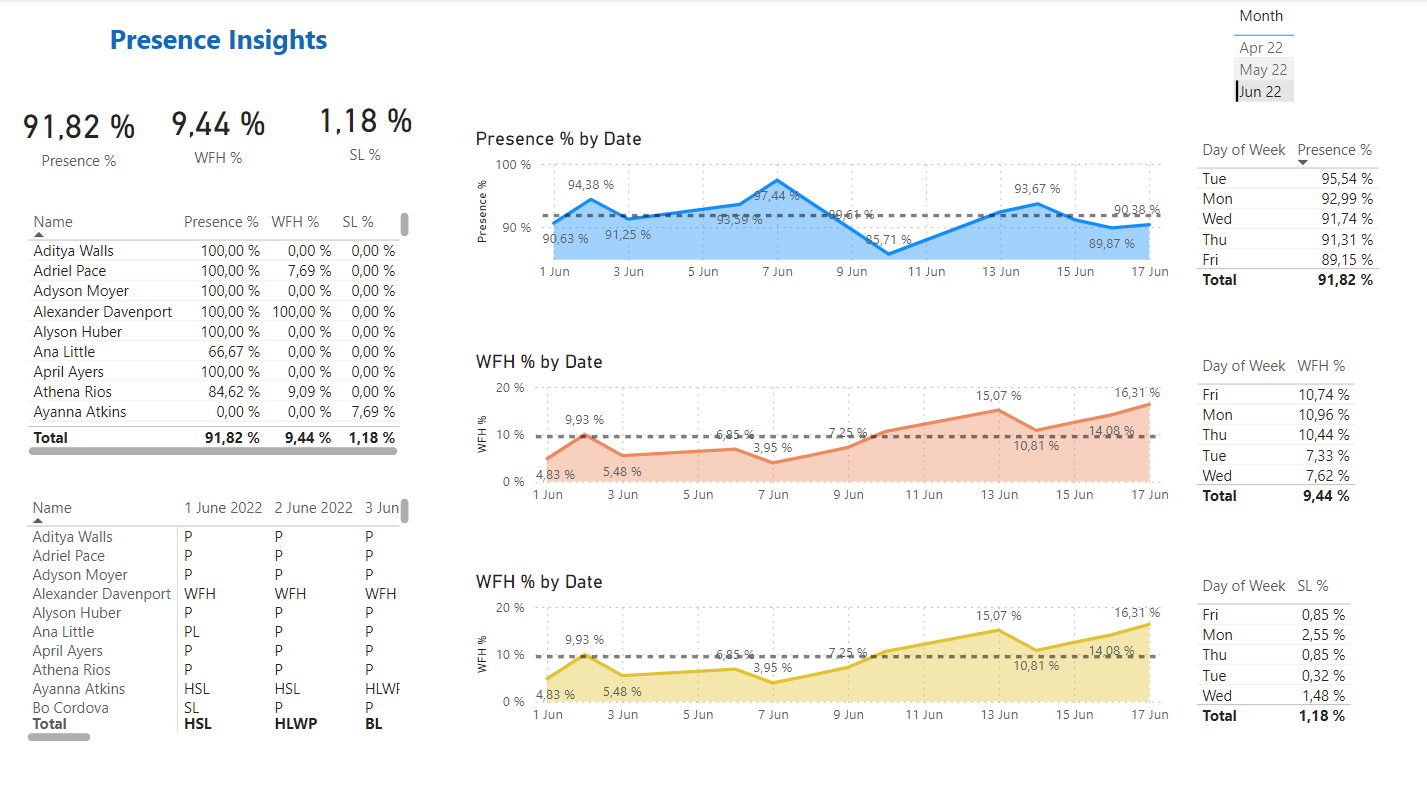 Presence Insights
Month
Apr 22
May 22
Jun 22
91,82 % 9,44 % 1,18 %
Presence % WFH % SL %
Name Presence % WFH % SL %
Aditya Walls 100,00 % 0,00 % 0,00 %
Adriel Pace 100,00 % 7,69 % 0,00 %
Adyson Moyer 100,00 % 0,00 % 0,00 %
Alexander Davenport 100,00 % 100,00 % 0,00 %
Alyson Huber 100,00 % 0,00 % 0,00 %
Ana Little 66,67 % 0,00 % 0,00 %
April Ayers 100,00 % 0,00 % 0,00 %
Athena Rios 84,62 % 9,09 % 0,00 %
Ayanna Atkins 0,00 % 0,00 % 7,69 %
Total 91,82 % 9,44 % 1,18 %
Name 1 June 2022 2 June 2022 3 Jun
Aditya Walls P P P
Adriel Pace P P P
Adyson Moyer P P P
Alexander Davenport WFH WFH WFH
Alyson Huber P P P
Ana Little PL P P
April Ayers P P P
Athena Rios P P P
Ayanna Atkins HSL HSL HLWP
Bo Cordova SL P P
Total HSL HLWP BL
Presence % by Date
Presence %
100 %
90 %
90,63 % 94,38 % 91,25 % 93,59 % 97,44 % 89,61 % 85,71 % 93,67 % 89,87 % 90,38 %
1 Jun 3 Jun 5 Jun 7 Jun 9 Jun 11 Jun 13 Jun 15 Jun 17 Jun
Day of Week Presence %
Tue 95,54 %
Mon 92,99 %
Wed 91,74 %
Thu 91,31 %
Fri 89,15 %
Total 91,82 %
WFH % by Date
WFH %
20 %
10 %
0 %
4,83 % 9,93 % 5,48 % 6,85 % 3,95 % 7,25 % 15,07 % 10,81 % 14,08 % 16,31 %
1 Jun 3 Jun 5 Jun 7 Jun 9 Jun 11 Jun 13 Jun 15 Jun 17 Jun
Day of Week WFH %
Fri 10,74 %
Mon 10,96 %
Thu 10,44 %
Tue 7,33 %
Wed 7,62 %
Total 9,44 %
WFH % by Date
WFH %
20 %
10 %
0 %
4,83 % 9,93 % 5,48 % 6,85 % 3,95 % 7,25 % 15,07 % 10,81 % 14,08 % 16,31 %
1 Jun 3 Jun 5 Jun 7 Jun 9 Jun 11 Jun 13 Jun 15 Jun 17 Jun
Day of Week SL %
Fri 0,85 %
Mon 2,55 %
Thu 0,85 %
Tue 0,32 %
Wed 1,48 %
Total 1,18 %